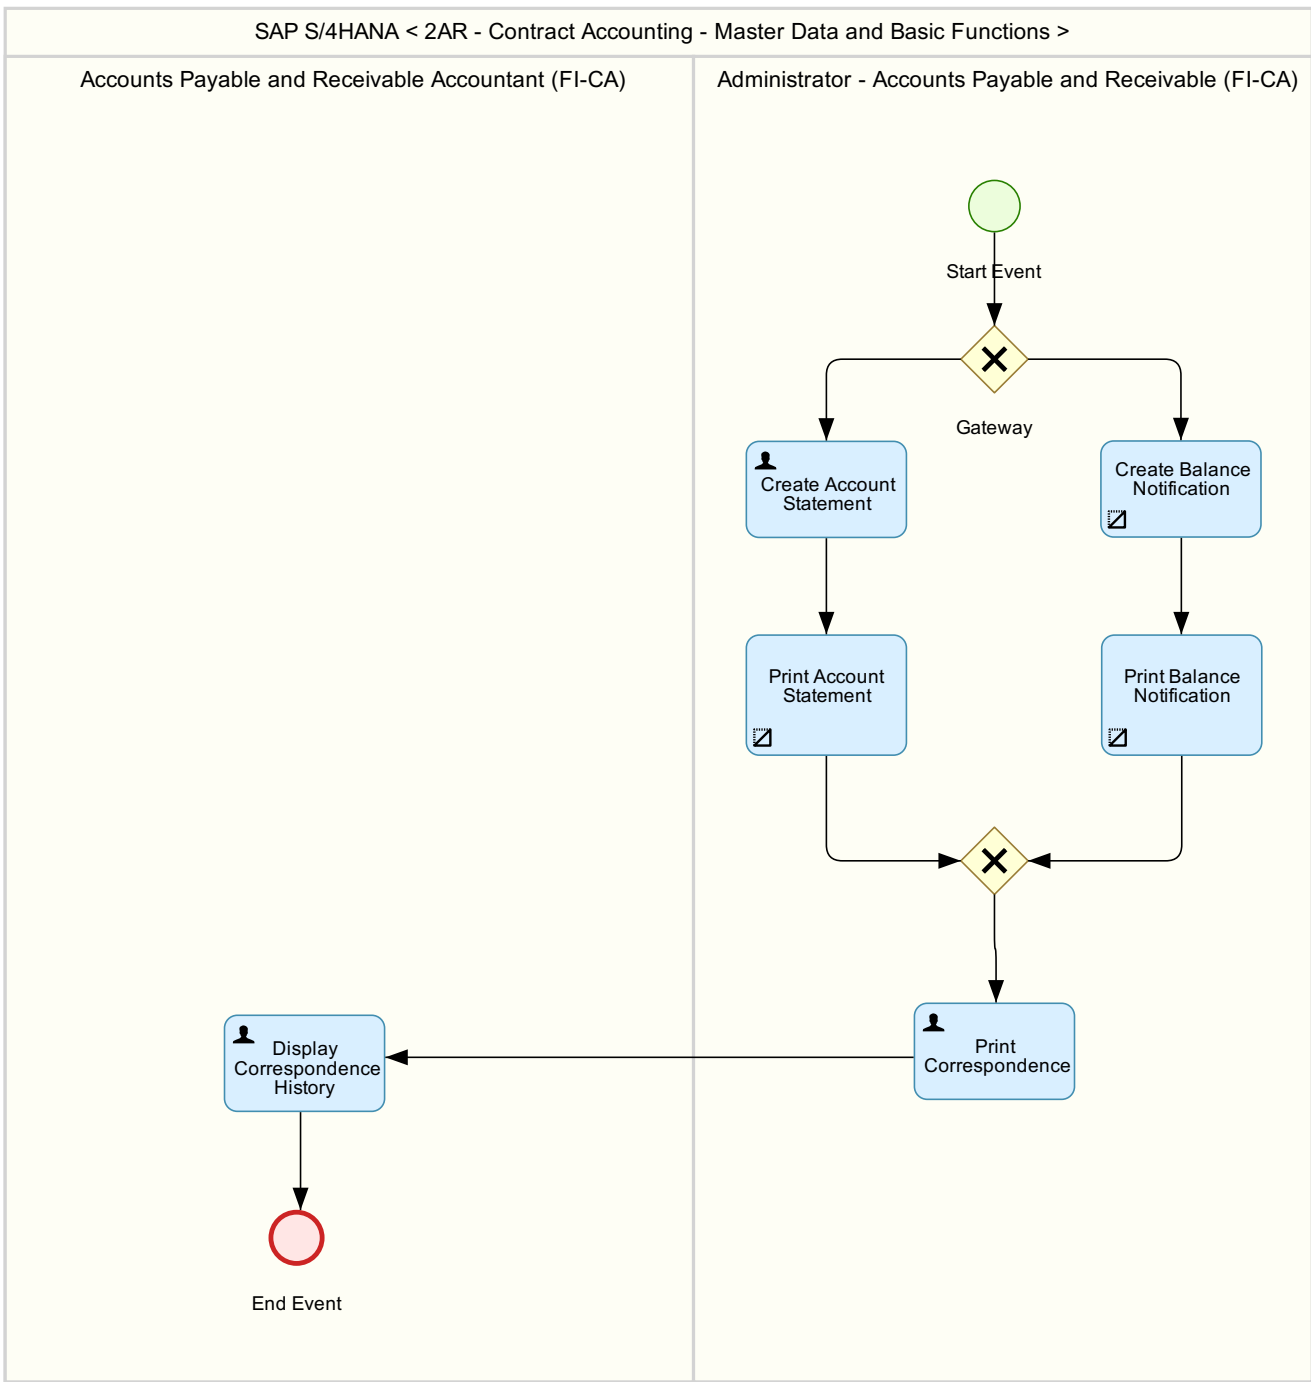 SAP S/4HANA < 2AR - Contract Accounting - Master Data and Basic Functions >
Accounts Payable and Receivable Accountant (FI-CA)
Administrator - Accounts Payable and Receivable (FI-CA)
Start Event
Gateway
Create Account
Statement
Create Balance
Notification
Print Account
Statement
Print Balance
Notification
Print
Correspondence
Display
Correspondence
History
End Event